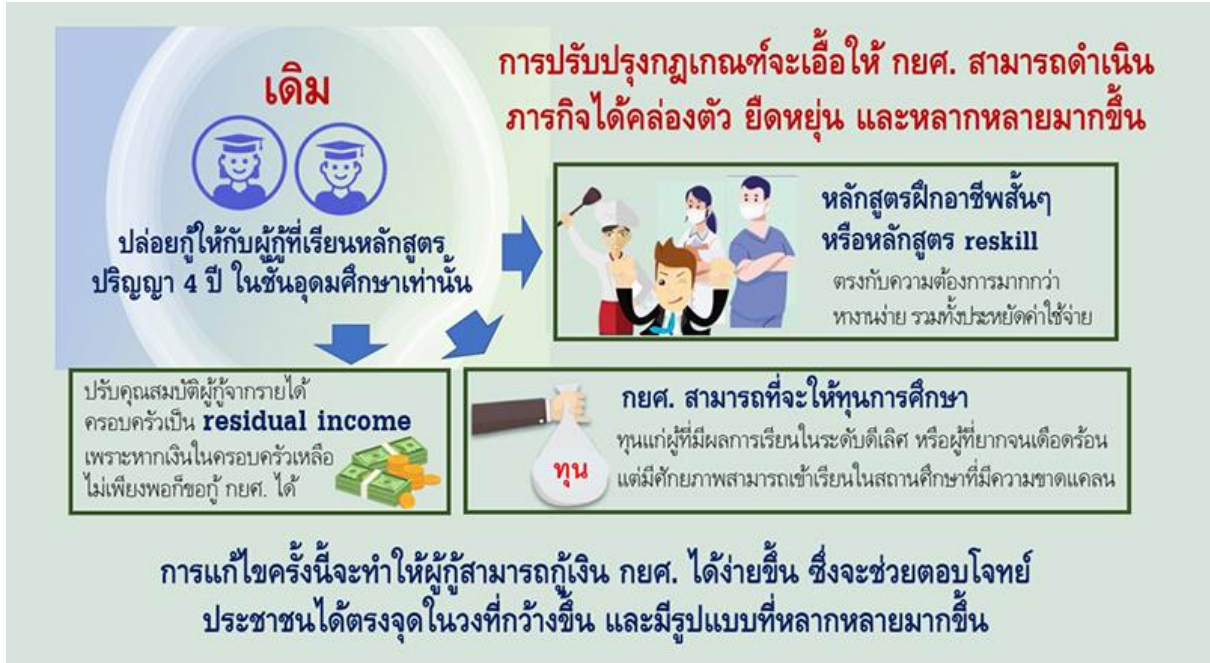 เดิม
ปล่อยกู้ให้กับผู้กู้ที่เรียนหลักสูตร
ปริญญา 4 ปี ในชั้นอุดมศึกษาเท่านั้น
การปรับปรุงกฎเกณฑ์จะเอื้อให้ กยศ. สามารถดำเนิน
ภารกิจได้คล่องตัว ยืดหยุ่น และหลากหลายมากขึ้น
หลักสูตรฝึกอาชีพสั้นๆ
หรือหลักสูตร reskill
ตรงกับความต้องการมากกว่า
หางานง่าย รวมทั้งประหยัดค่าใช้จ่าย
ปรับคุณสมบัติผู้กู้จากรายได้
ครอบครัวเป็น residual income
เพราะหากเงินในครอบครัวเหลือ
ไม่เพียงพอก็ขอกู้ กยศ. ได้
ทุน
กยศ. สามารถที่จะให้ทุนการศึกษา
ทุนแก่ผู้ที่มีผลการเรียนในระดับดีเลิศ หรือผู้ที่ยากจนเดือดร้อน
แต่มีศักยภาพสามารถเข้าเรียนในสถานศึกษาที่มีความขาดแคลน
การแก้ไขครั้งนี้จะทำให้ผู้กู้สามารถกู้เงิน กยศ. ได้ง่ายขึ้น ซึ่งจะช่วยตอบโจทย์
ประชาชนได้ตรงจุดในวงที่กว้างขึ้น และมีรูปแบบที่หลากหลายมากขึ้น